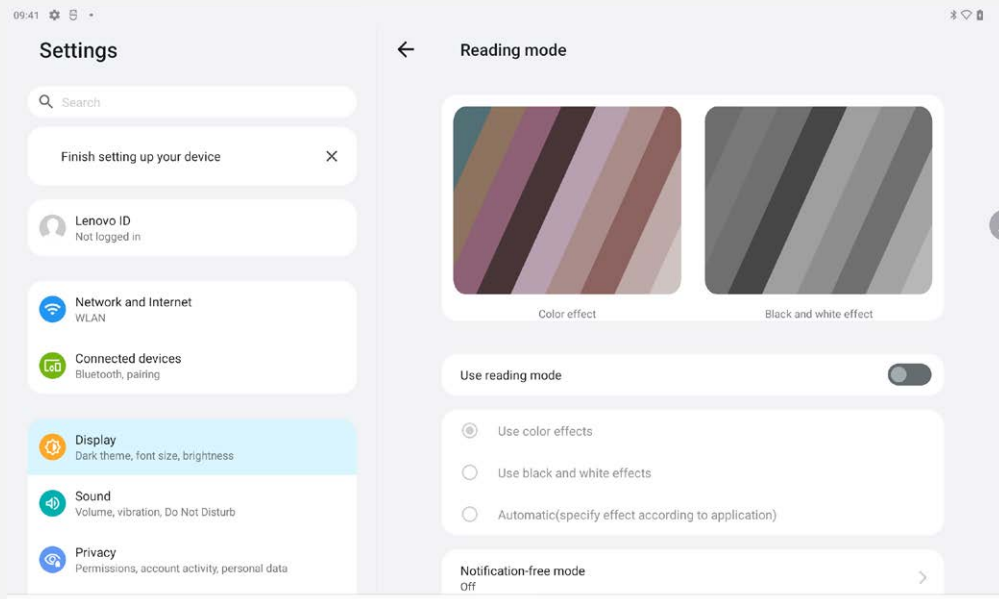 09:41
Settings
Search
Finish setting up your device
Lenovo ID
Not logged in
Network and Internet
WLAN
Connected devices
Bluetooth, pairing
Display
Dark theme, font size, brightness
Sound
Volume, vibration, Do Not Disturb
Privacy
Permissions, account activity, personal data
Reading mode
Color effect
Black and white effect
Use reading mode
Use color effects
Use black and white effects
Automatic(specify effect according to application)
Notification-free mode
Off